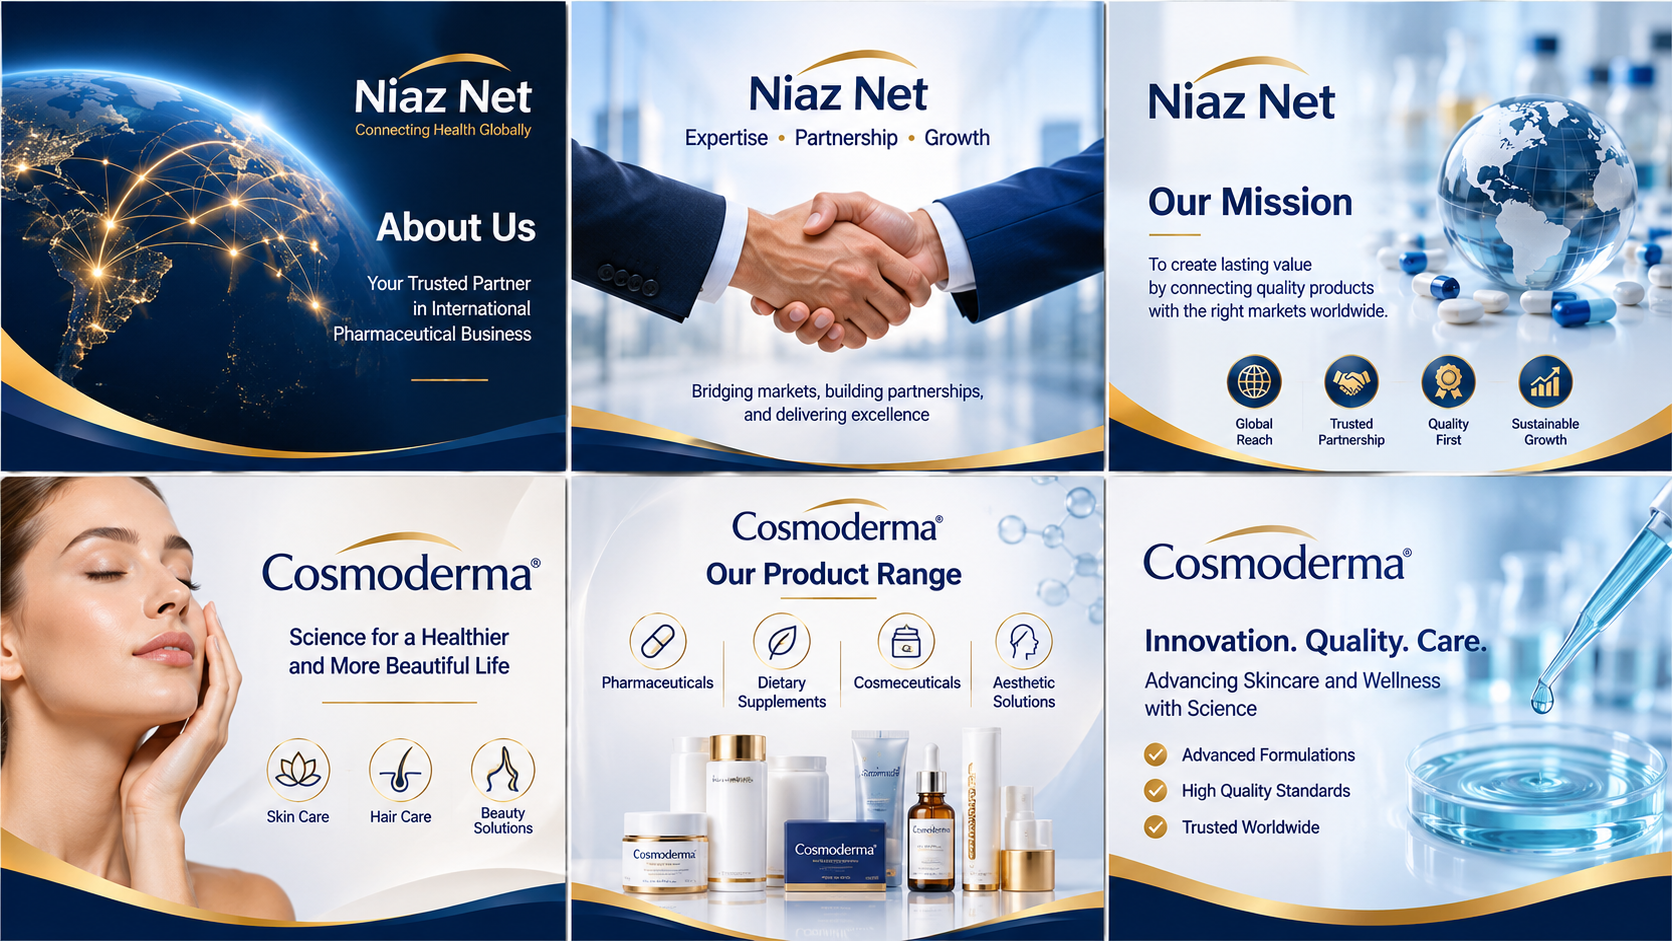 Niaz Net
Connecting Health Globally
About Us
Your Trusted Partner
in International
Pharmaceutical Business
Niaz Net
Expertise • Partnership • Growth
Bridging markets, building partnerships,
and delivering excellence
Niaz Net
Our Mission
To create lasting value
by connecting quality products
with the right markets worldwide.
Global
Reach
Trusted
Partnership
Quality
First
Sustainable
Growth
Cosmoderma®
Science for a Healthier
and More Beautiful Life
Skin Care
Hair Care
Beauty
Solutions
Cosmoderma®
Our Product Range
Pharmaceuticals
Dietary
Supplements
Cosmeceuticals
Aesthetic
Solutions
Cosmoderma
Cosmoderma
Cosmoderma®
Innovation. Quality. Care.
Advancing Skincare and Wellness
with Science
Advanced Formulations
High Quality Standards
Trusted Worldwide